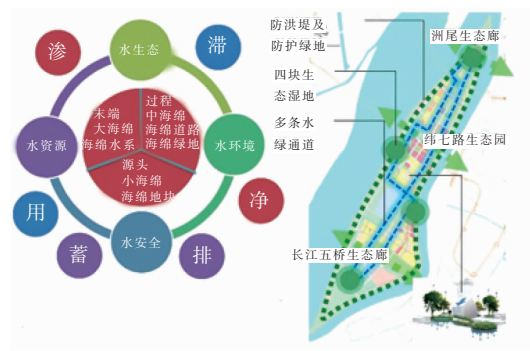 渗
水生态
滞
末端
大海绵
海绵水系
过程
中海绵
海绵道路
海绵绿地
水资源
水环境
源头
小海绵
海绵地块
用
净
蓄
水安全
排
防洪堤及
防护绿地
四块生
态湿地
多条水
绿通道
洲尾生态廊
纬七路生态园
长江五桥生态廊